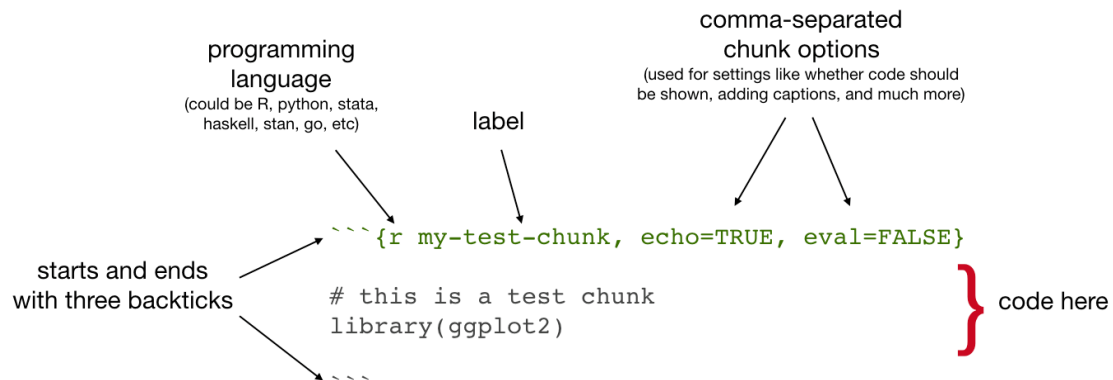 comma-separated
chunk options
(used for settings like whether code should
be shown, adding captions, and much more)
programming
language
(could be R, python, stata,
haskell, stan, go, etc)
label
```{r my-test-chunk, echo=TRUE, eval=FALSE}
starts and ends
with three backticks
# this is a test chunk
library(ggplot2)
} code here
```